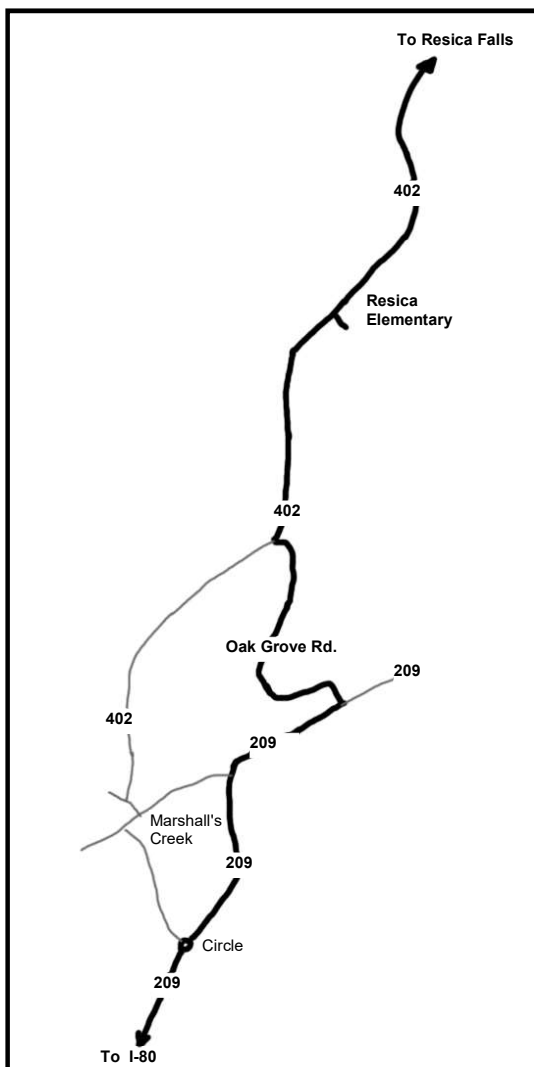 To Resica Falls
402
Resica
Elementary
402
Oak Grove Rd.
209
402
209
Marshall's
Creek
209
Circle
209
To I-80